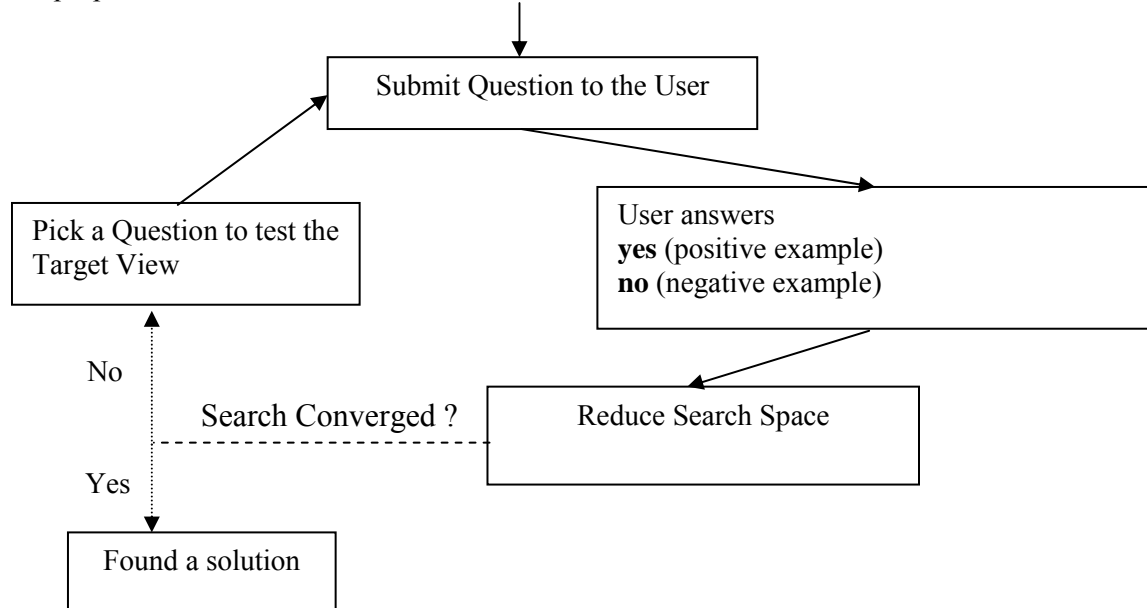 Submit Question to the User
User answers
yes (positive example)
no (negative example)
Pick a Question to test the
Target View
No
Search Converged ?
Reduce Search Space
Yes
Found a solution